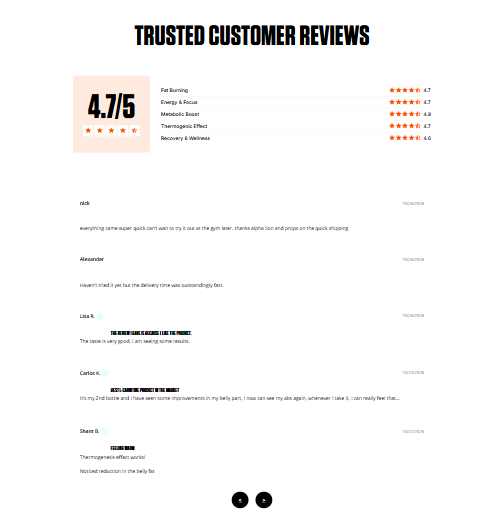 TRUSTED CUSTOMER REVIEWS
4.7/5
Fat Burning 4.7
Energy & Focus 4.7
Metabolic Boost 4.9
Thermogenic Effect 4.7
Recovery & Wellness 4.6
nick
everything came super quick can't wait to try it out at the gym later. thanks alpha lion and props on the quick shipping
Alexander
Haven't tried it yet but the delivery time was outstandingly fast.
Lisa R.
The taste is very good. I am seeing some results.
Carlos K.
It's my 2nd bottle and I have seen some improvements in my belly part, I now can see my abs again, whenever I take it, I can really feel that...
Shant B.
Thermogenesis effect works!
Noticed reduction in the belly fat